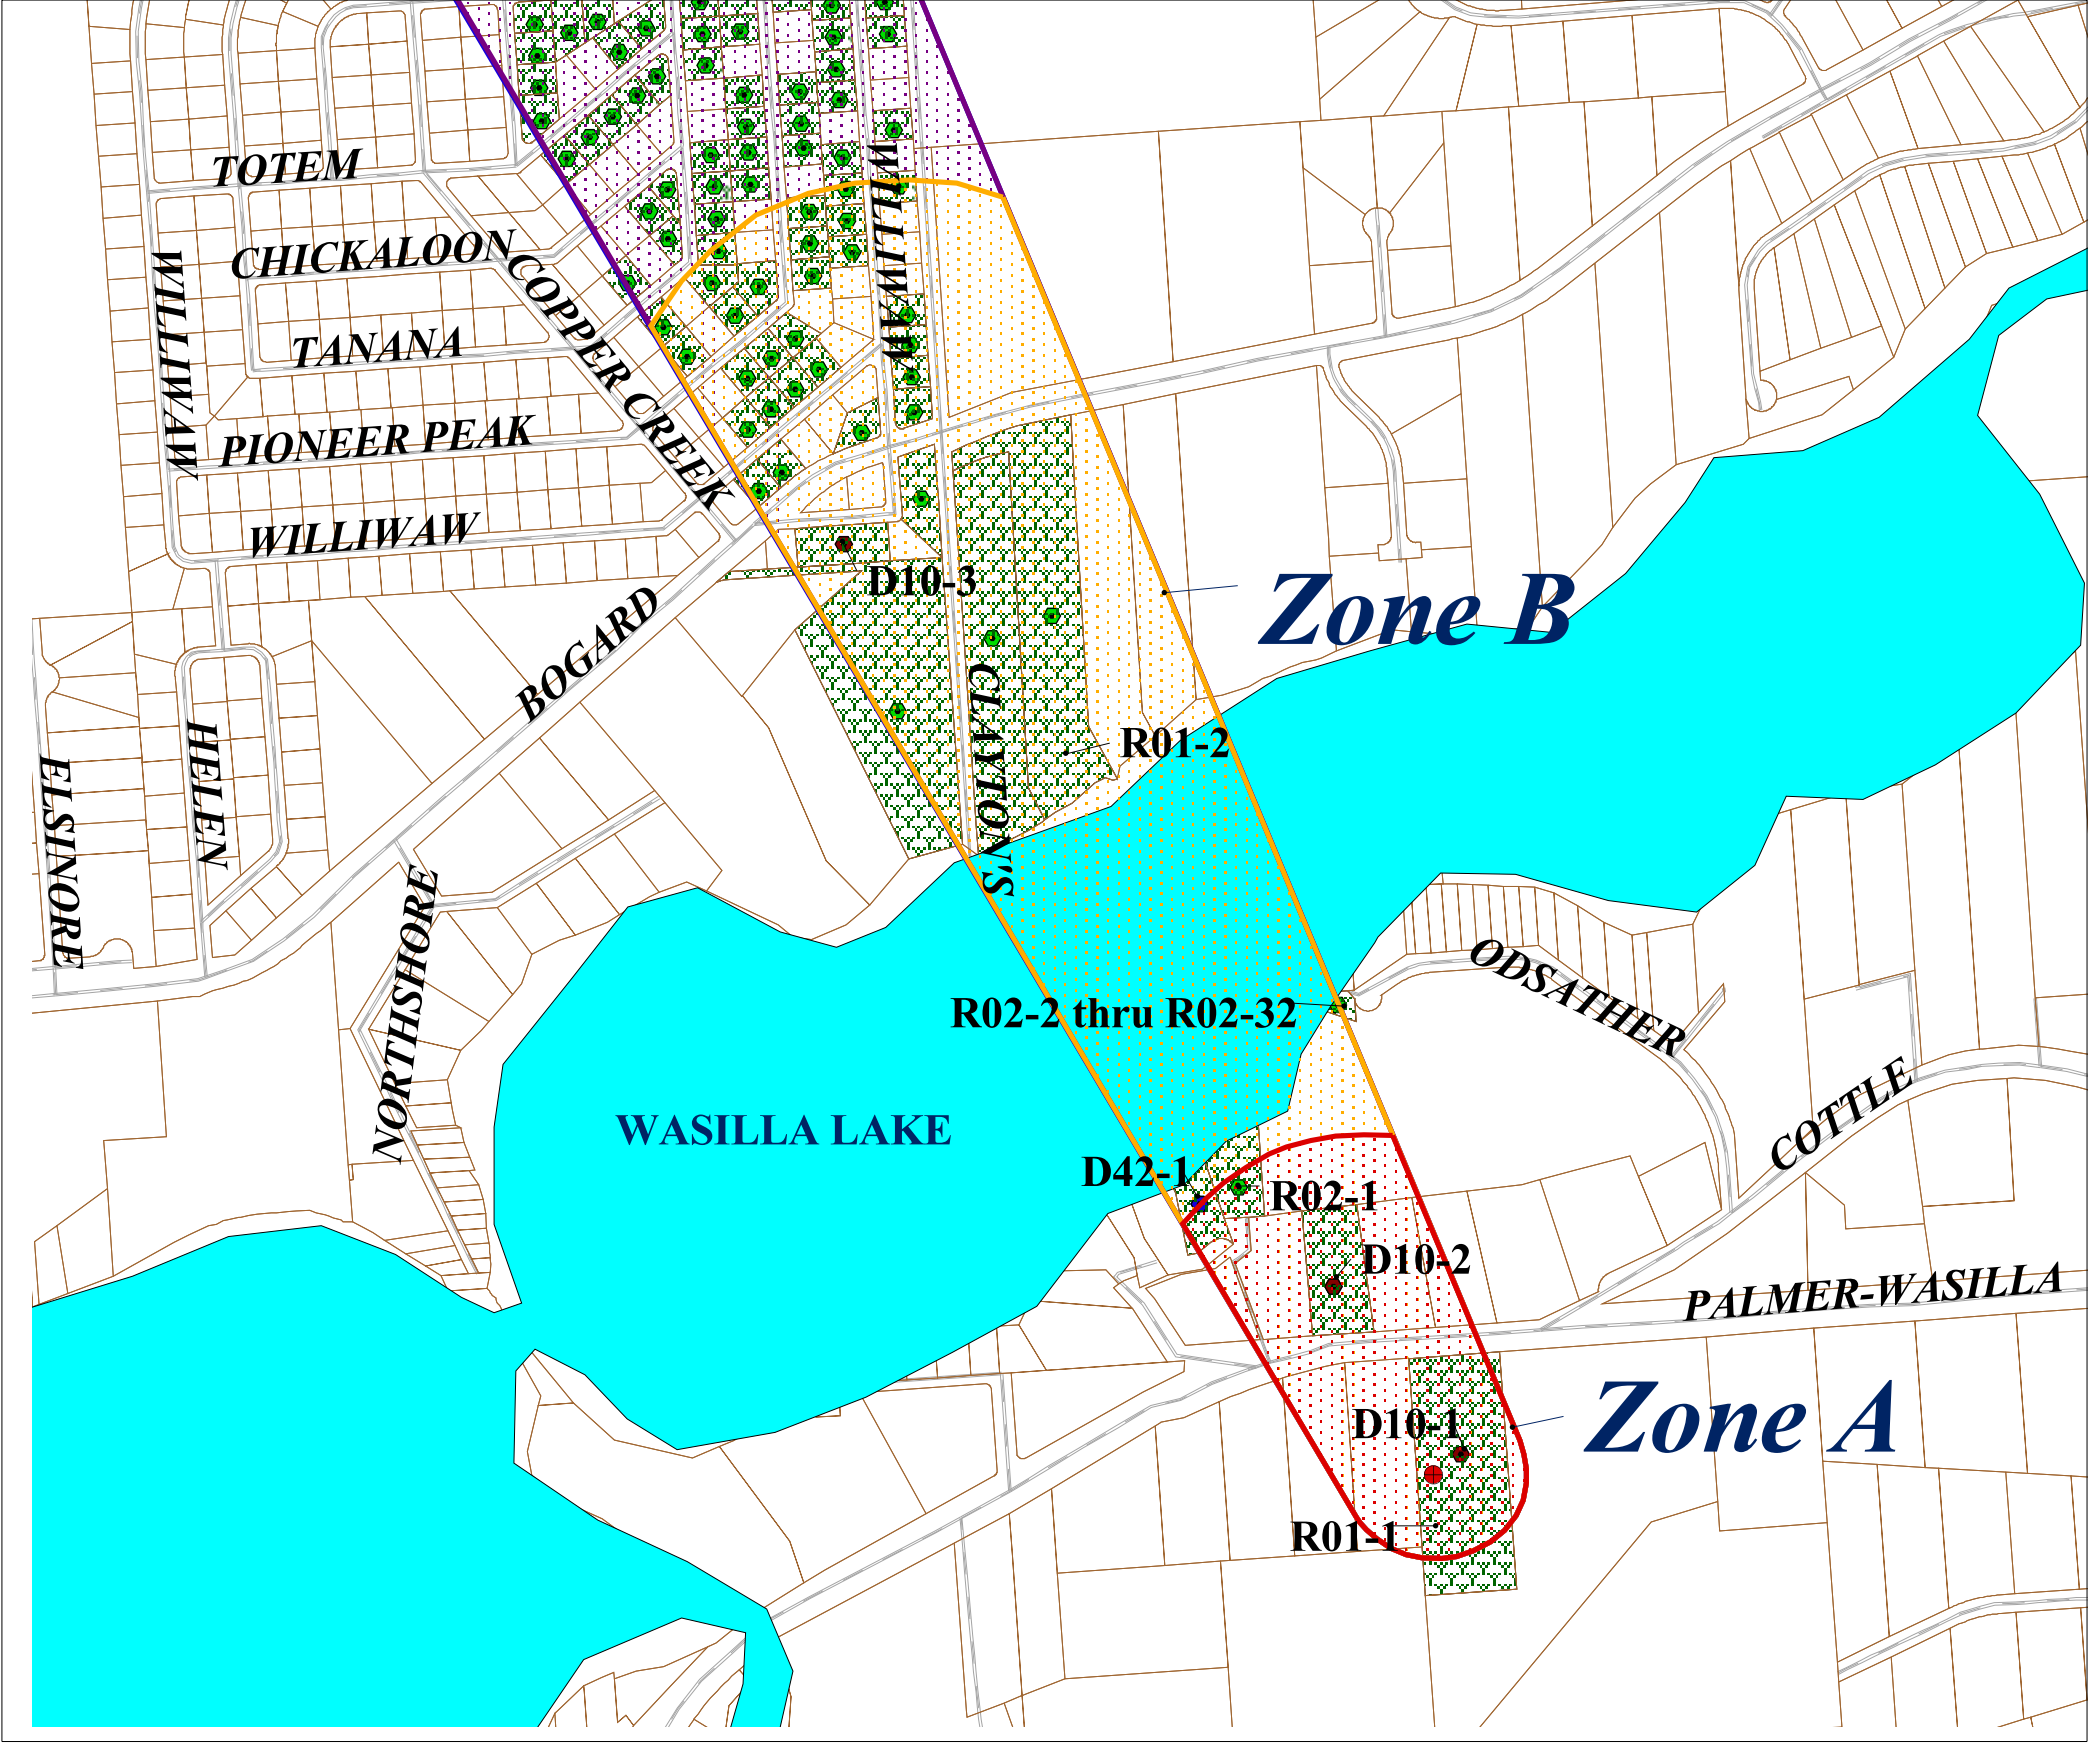 TOTEM
WILLIWAW
CHICKALOON
COPPER CREEK
WILLIWAW
TANANA
PIONEER PEAK
WILLIWAW
D10-3
Zone B
BOGARD
CLAYTON'S
R01-2
HELEN
ELSINORE
NORTHSHORE
ODSATHER
R02-2 thru R02-32
COTTLE
WASILLA LAKE
D42-1
R02-1
D10-2
PALMER-WASILLA
Zone A
D10-1
R01-1